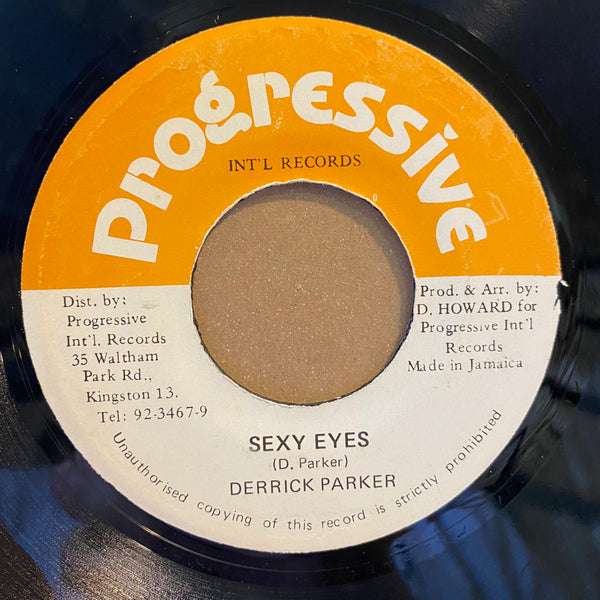 Progressive
INT'L RECORDS
Dist. by:
Progressive
Int'l. Records
35 Waltham
Park Rd.,
Kingston 13.
Tel: 92-3467-9
Prod. & Arr. by:
D. HOWARD for
Progressive Int'l
Records
Made in Jamaica
SEXY EYES
(D. Parker)
DERRICK PARKER
Unauthorised copying of this record is strictly prohibited